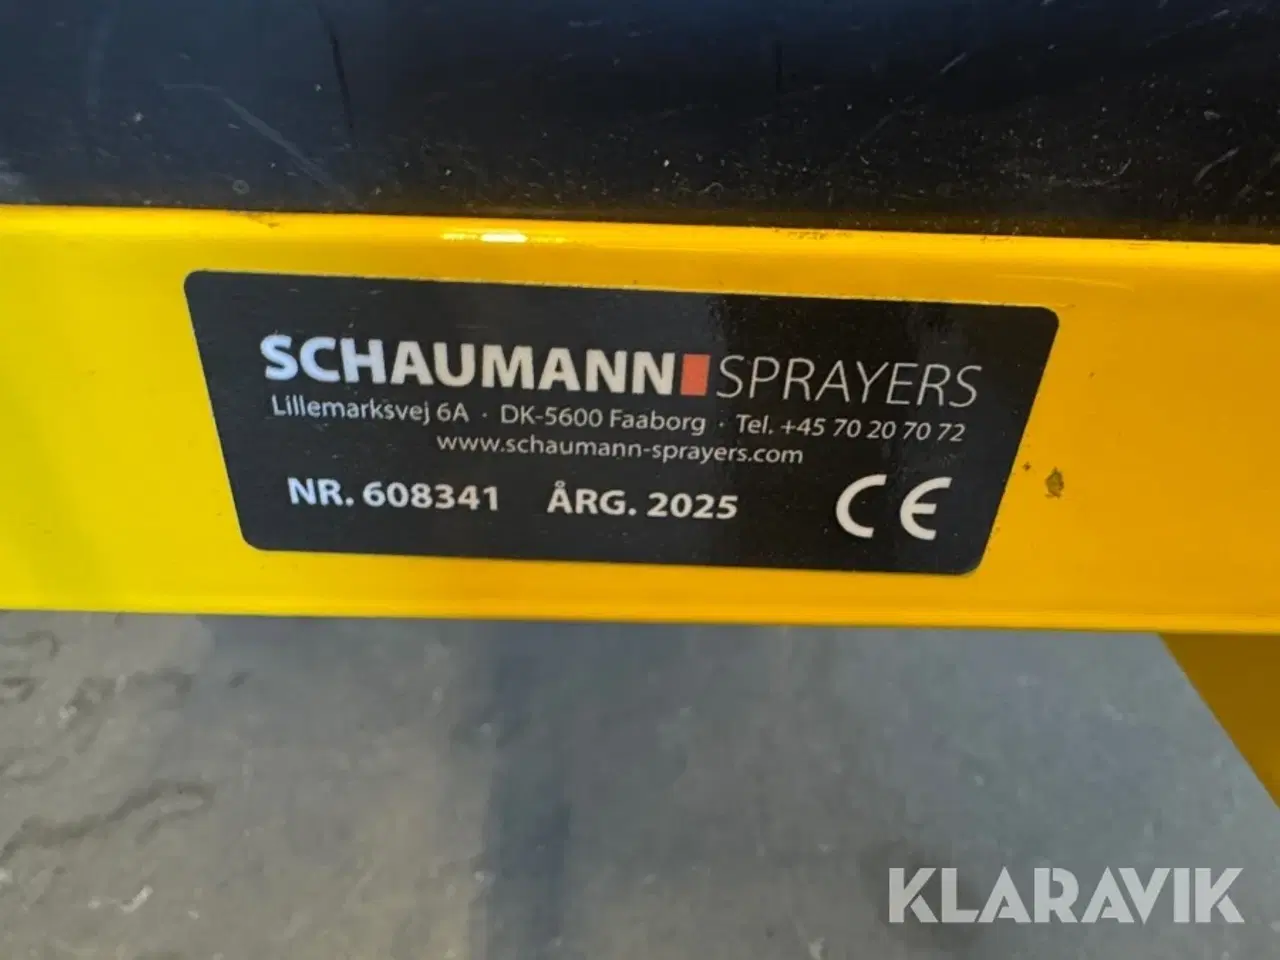 SCHAUMANN SPRAYERS
Lillemarksvej 6A · DK-5600 Faaborg · Tel. +45 70 20 70 72
www.schaumann-sprayers.com
NR. 608341 ÅRG. 2025 CE
KLARAVIK